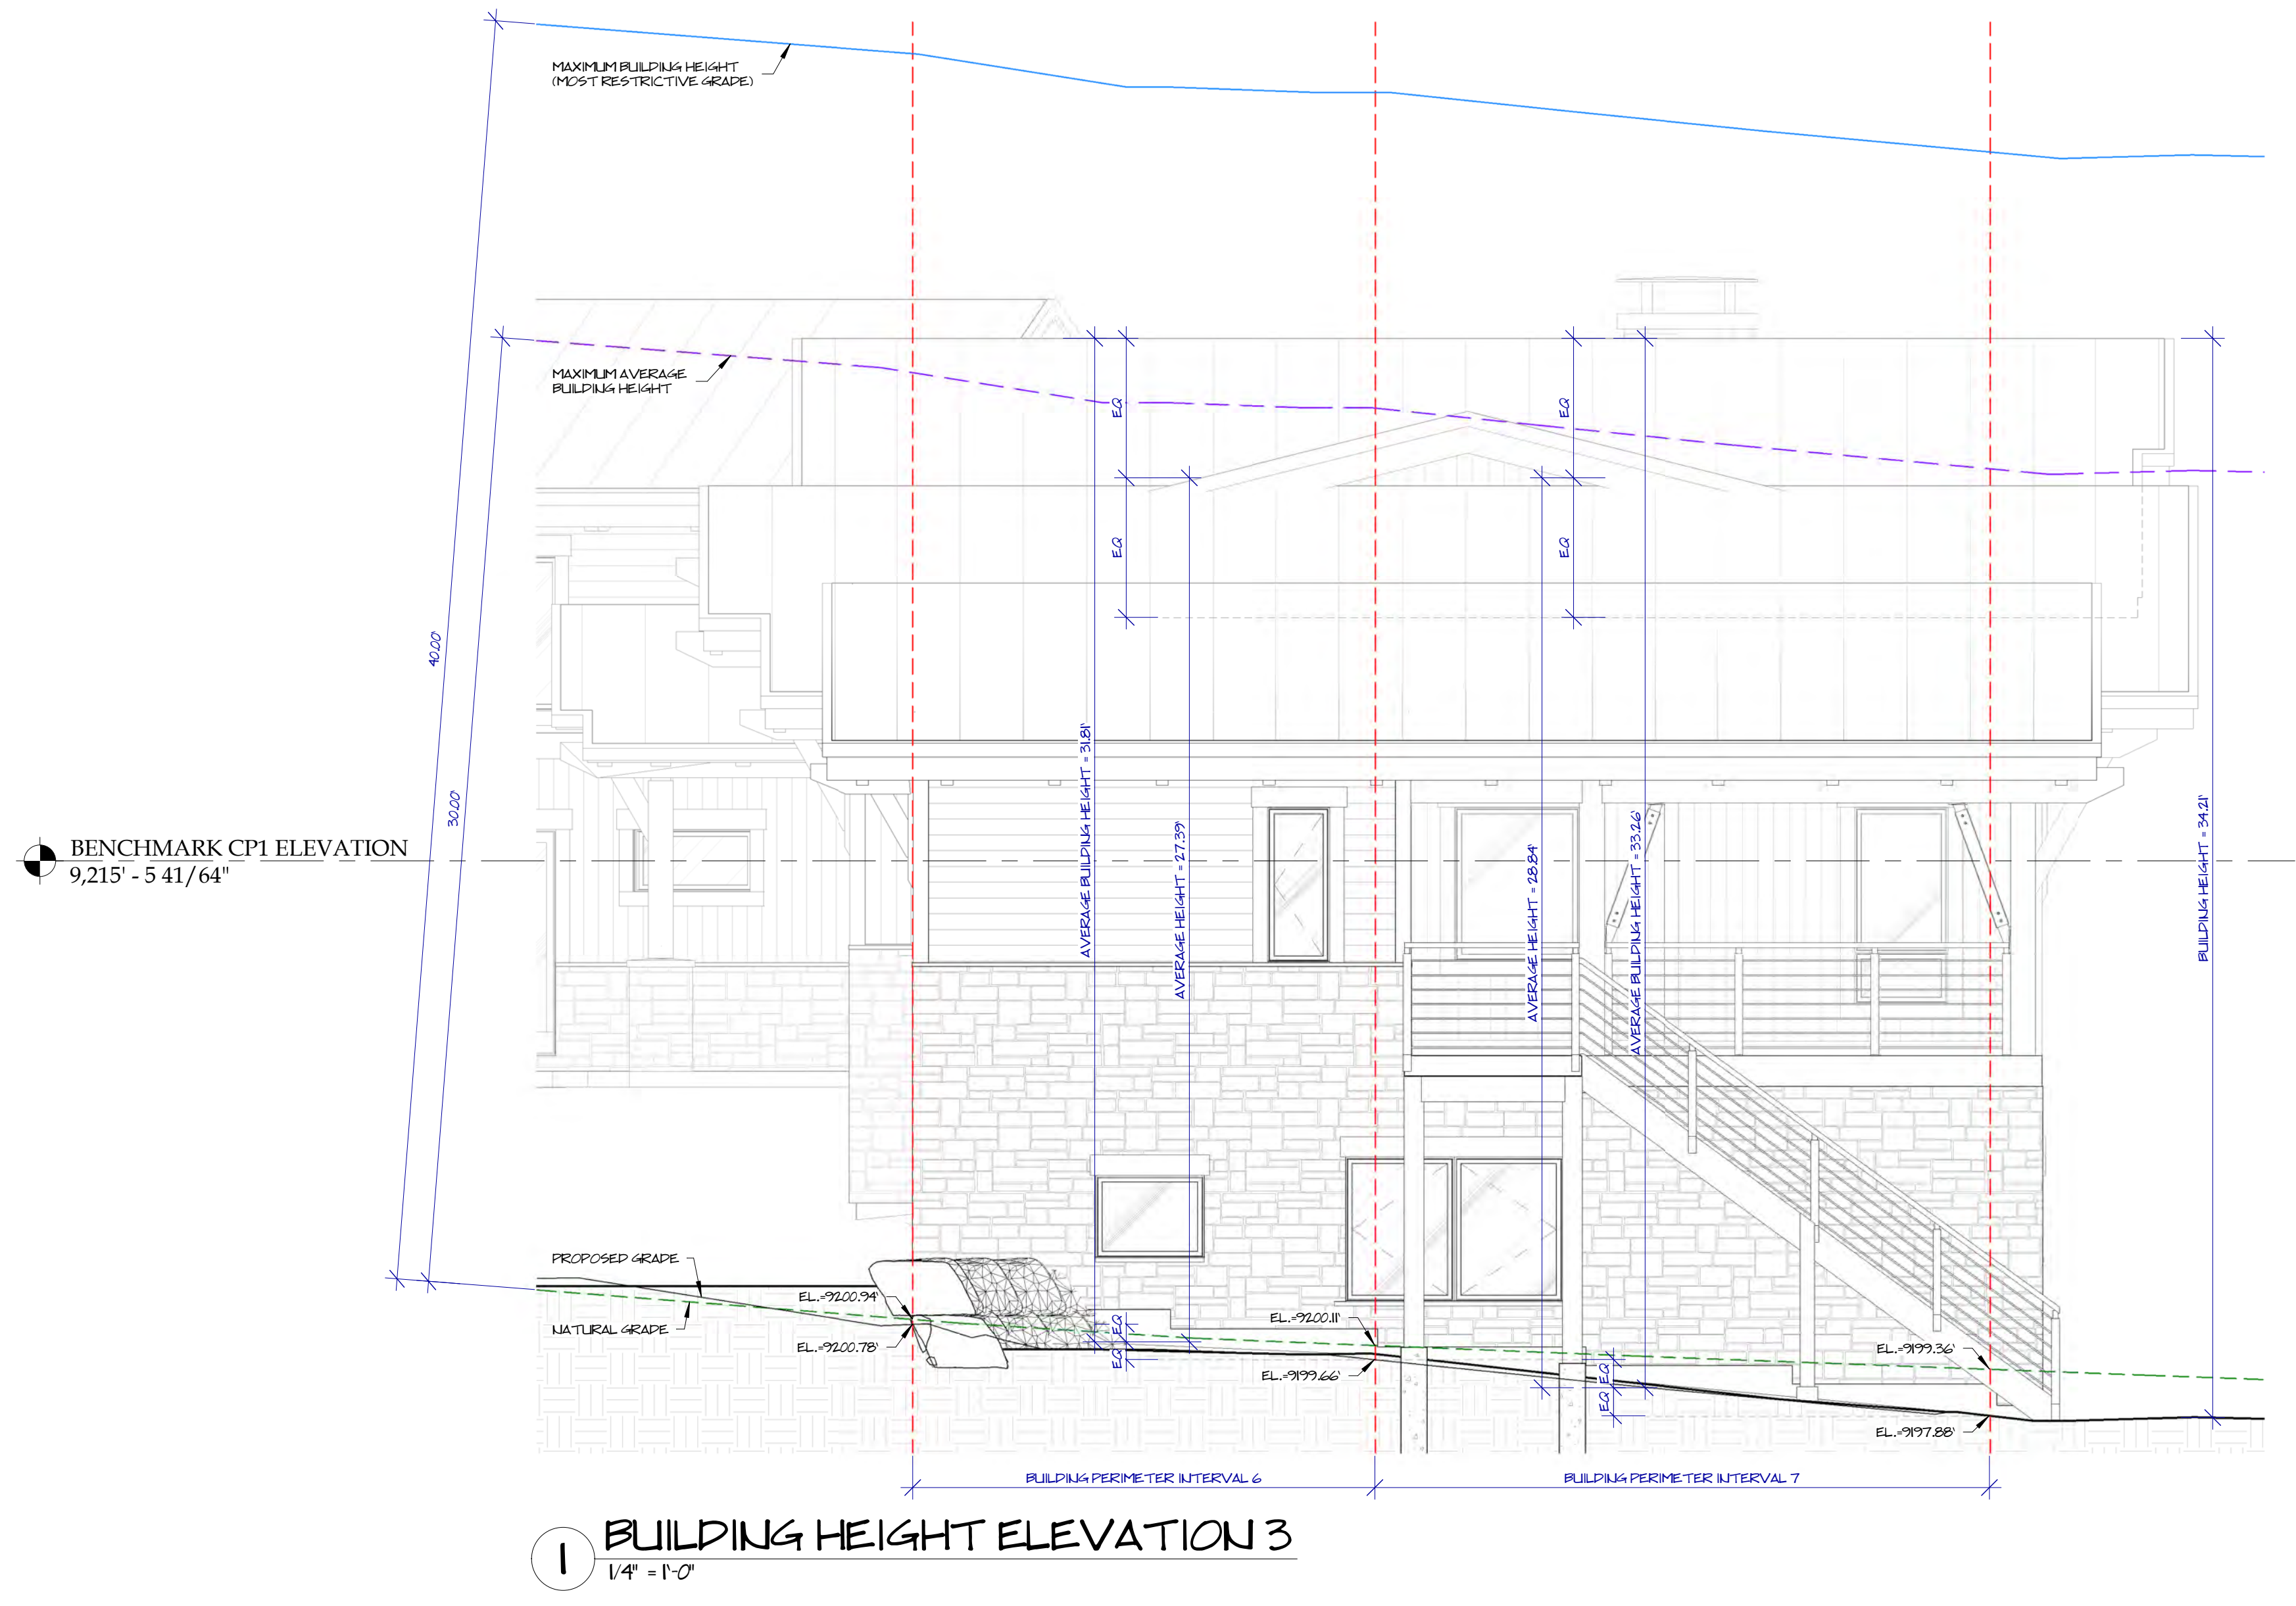 MAXIMUM BUILDING HEIGHT
(MOST RESTRICTIVE GRADE)
MAXIMUM AVERAGE
BUILDING HEIGHT
EQ
EQ
EQ
EQ
40.00'
30.00'
AVERAGE BUILDING HEIGHT = 31.81'
AVERAGE HEIGHT = 27.39'
AVERAGE HEIGHT = 28.84'
AVERAGE BUILDING HEIGHT = 33.26'
BUILDING HEIGHT = 34.21'
BENCHMARK CP1 ELEVATION
9,215' - 5 41/64"
PROPOSED GRADE
NATURAL GRADE
EL.=9200.94'
EL.=9200.78'
EQ
EQ
EL.=9200.11'
EL.=9199.66'
EQ
EQ
EL.=9199.36'
EL.=9197.88'
BUILDING PERIMETER INTERVAL 6
BUILDING PERIMETER INTERVAL 7
1
BUILDING HEIGHT ELEVATION 3
1/4" = 1'-0"